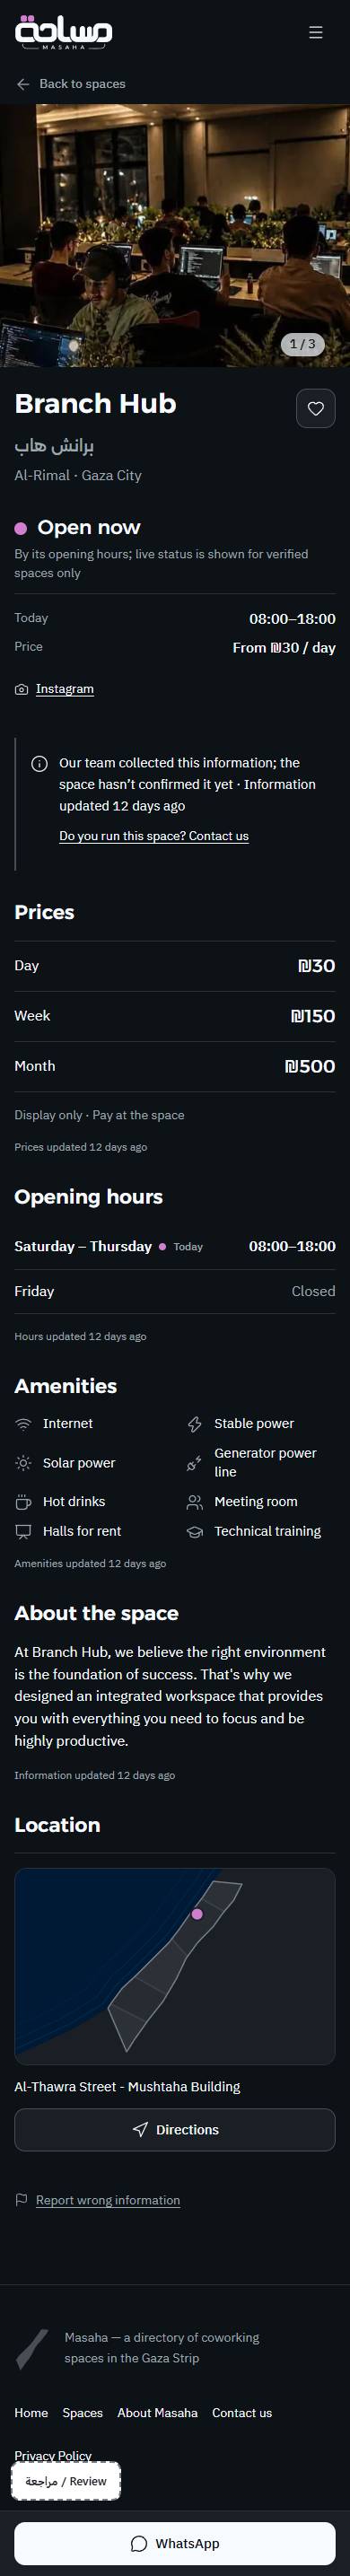 مساحة
MASAHA
Back to spaces
1 / 3
Branch Hub
برانش هاب
Al-Rimal · Gaza City
Open now
By its opening hours; live status is shown for verified
spaces only
Today 08:00–18:00
Price From ₪30 / day
Instagram
Our team collected this information; the
space hasn’t confirmed it yet · Information
updated 12 days ago
Do you run this space? Contact us
Prices
Day ₪30
Week ₪150
Month ₪500
Display only · Pay at the space
Prices updated 12 days ago
Opening hours
Saturday – Thursday Today 08:00–18:00
Friday Closed
Hours updated 12 days ago
Amenities
Internet Stable power
Solar power Generator power
line
Hot drinks Meeting room
Halls for rent Technical training
Amenities updated 12 days ago
About the space
At Branch Hub, we believe the right environment
is the foundation of success. That's why we
designed an integrated workspace that provides
you with everything you need to focus and be
highly productive.
Information updated 12 days ago
Location
Al-Thawra Street - Mushtaha Building
Directions
Report wrong information
Masaha — a directory of coworking
spaces in the Gaza Strip
Home Spaces About Masaha Contact us
Privacy Policy
مراجعة / Review
WhatsApp